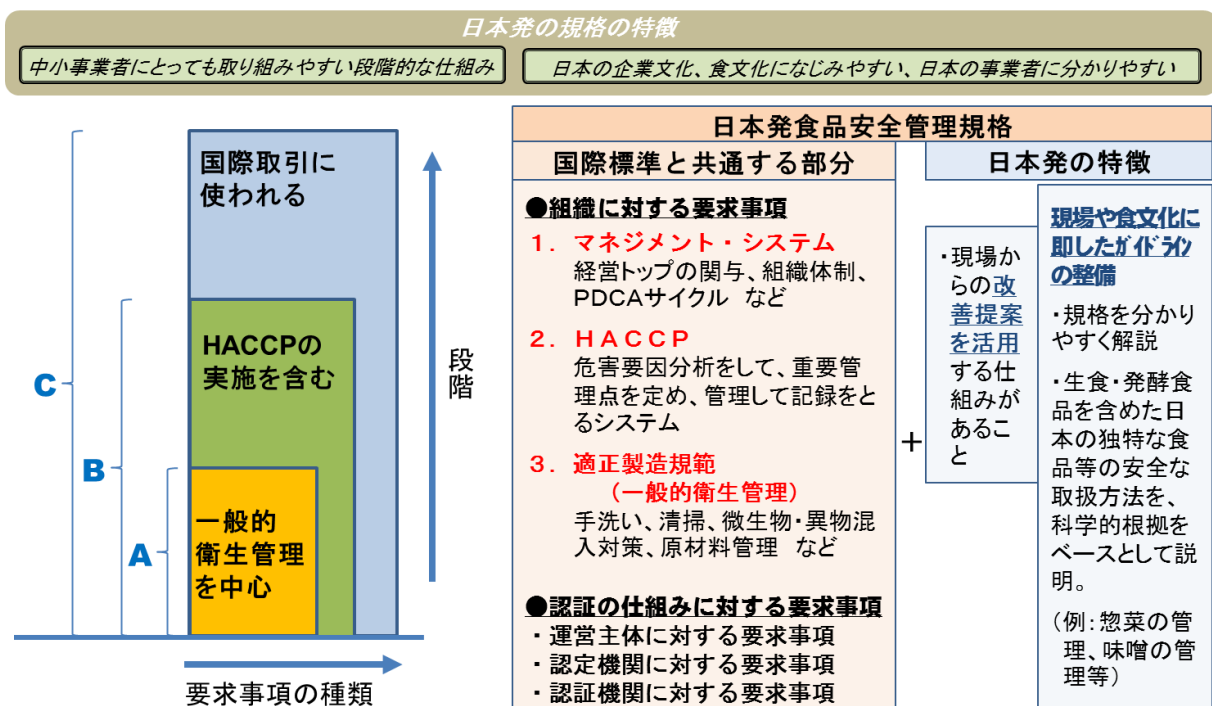 日本発の規格の特徴
中小事業者にとっても取り組みやすい段階的な仕組み
日本の企業文化、食文化になじみやすい、日本の事業者に分かりやすい
国際取引に
使われる
HACCPの
実施を含む
一般的
衛生管理
を中心
C
B
A
段
階
要求事項の種類
日本発食品安全管理規格
国際標準と共通する部分
●組織に対する要求事項
1. マネジメント・システム
経営トップの関与、組織体制、
PDCAサイクル など
2. HACCP
危害要因分析をして、重要管
理点を定め、管理して記録をと
るシステム
3. 適正製造規範
(一般的衛生管理)
手洗い、清掃、微生物・異物混
入対策、原材料管理 など
●認証の仕組みに対する要求事項
・運営主体に対する要求事項
・認定機関に対する要求事項
・認証機関に対する要求事項
+
日本発の特徴
・現場か
らの改
善提案
を活用
する仕
組みが
あるこ
と
現場や食文化に
即したガイドライン
の整備
・規格を分かり
やすく解説
・生食・発酵食
品を含めた日
本の独特な食
品等の安全な
取扱方法を、
科学的根拠を
ベースとして説
明。
(例:惣菜の管
理、味噌の管
理等)